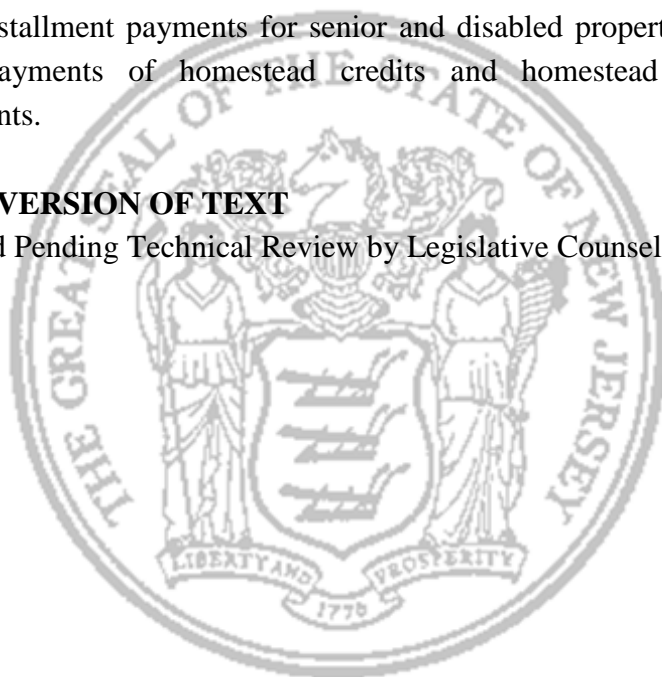 stallment payments for senior and disabled propert
ayments of homestead credits and homestead
nts.
VERSION OF TEXT
d Pending Technical Review by Legislative Counsel
THE GREAT SEAL OF THE STATE OF NEW JERSEY
LIBERTY AND PROSPERITY
1776